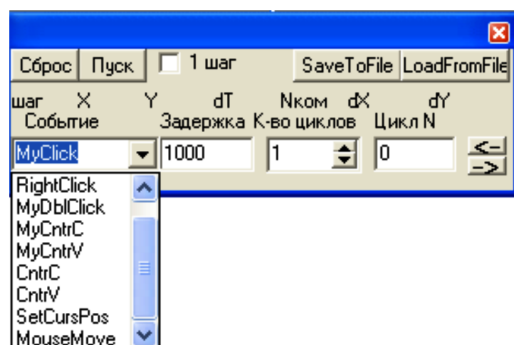 Сброс Пуск 1 шаг SaveToFile LoadFromFile
шаг X Y dT Nком dX dY
Событие Задержка К-во циклов Цикл N
MyClick 1000 1 0 <-
->
RightClick
MyDblClick
MyCntrC
MyCntrV
CntrC
CntrV
SetCursPos
MouseMove